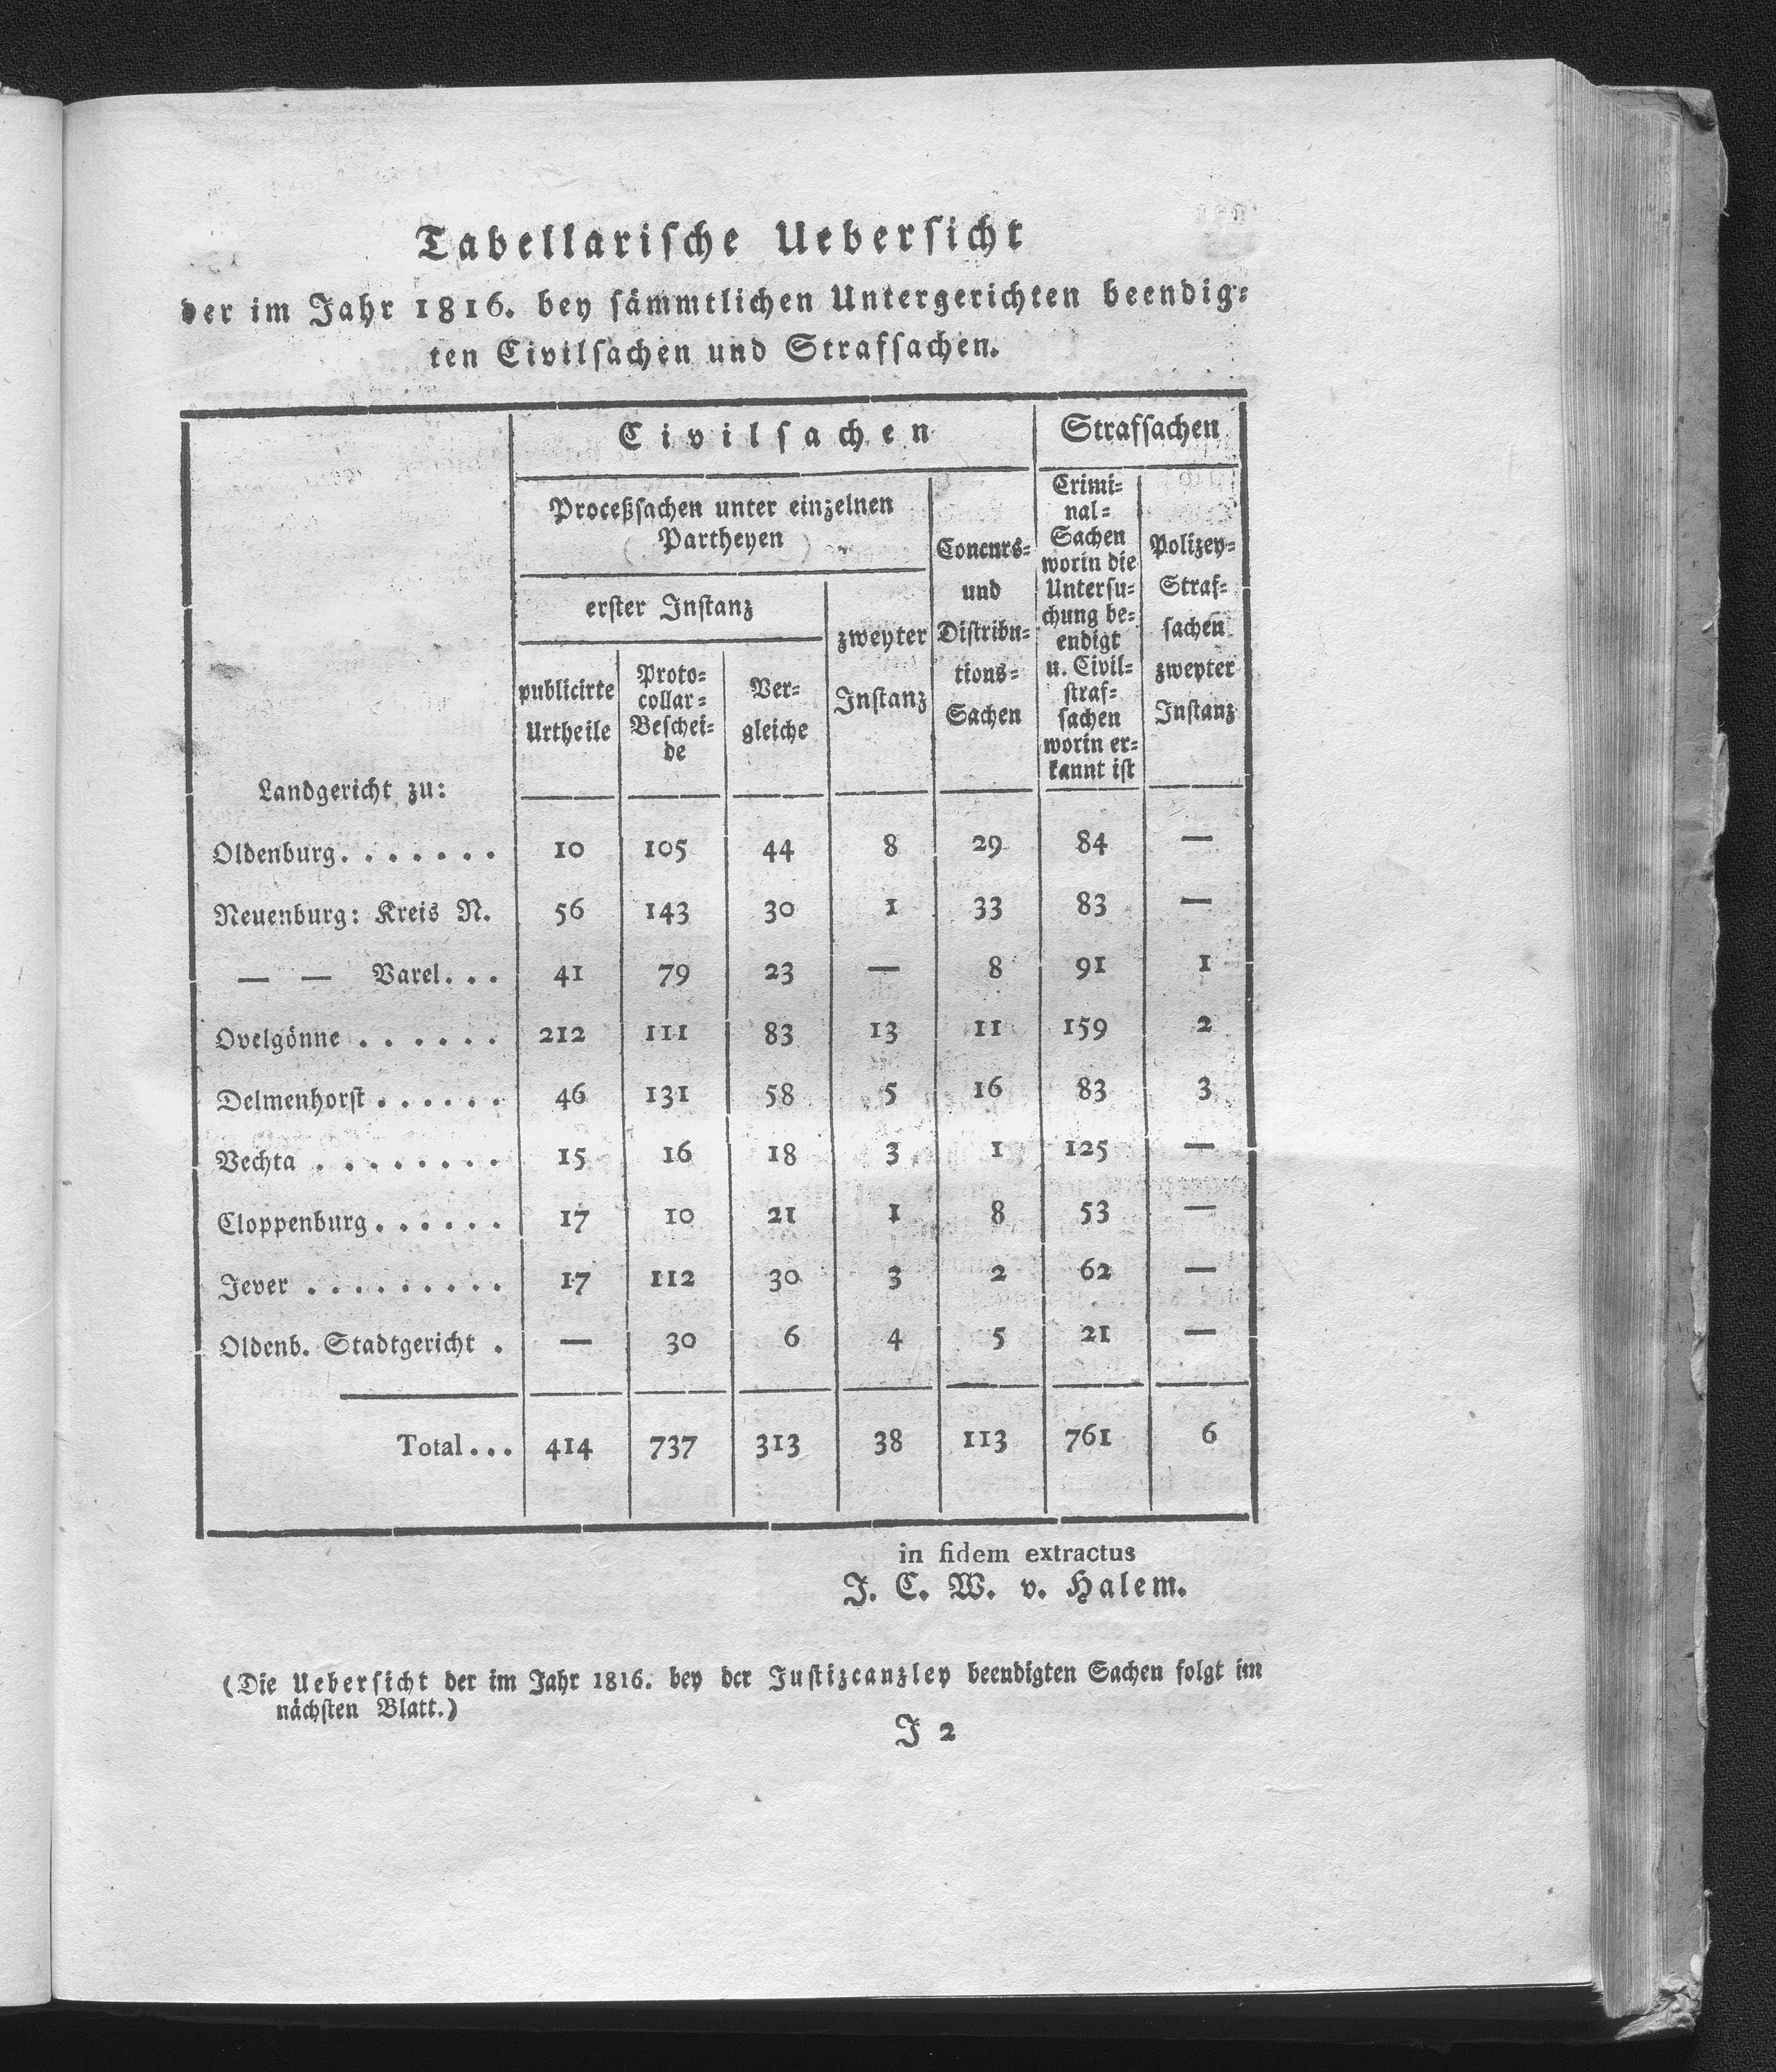 Tabellarische Uebersicht
der im Jahr 1816. bey sämmtlichen Untergerichten beendig-
ten Civilsachen und Strafsachen.
Civilsachen Strafsachen
Proceßsachen unter einzelnen
Partheyen
erster Instanz
publicirte
Urtheile
Proto-
collar-
Beschei-
de
Ver-
gleiche
zweyter
Instanz
Concurs-
und
Distribu-
tions-
Sachen
Crimi-
nal-
Sachen
worin die
Untersu-
chung be-
endigt
u. Civil-
straf-
sachen
worin er-
kannt ist
Polizey-
Straf-
sachen
zweyter
Instanz
Landgericht zu:
Oldenburg. . . . . . . 10 105 44 8 29 84 —
Neuenburg: Kreis N. 56 143 30 1 33 83 —
— — Varel. . . 41 79 23 — 8 91 1
Ovelgönne . . . . . . 212 111 83 13 11 159 2
Delmenhorst . . . . . . 46 131 58 5 16 83 3
Vechta . . . . . . . . 15 16 18 3 1 125 —
Cloppenburg . . . . . . 17 10 21 1 8 53 —
Jever . . . . . . . . . 17 112 30 3 2 62 —
Oldenb. Stadtgericht . — 30 6 4 5 21 —
Total . . . 414 737 313 38 113 761 6
in fidem extractus
J. C. W. v. Halem.
(Die Uebersicht der im Jahr 1816. bey der Justizcanzley beendigten Sachen folgt im
nächsten Blatt.)
J 2